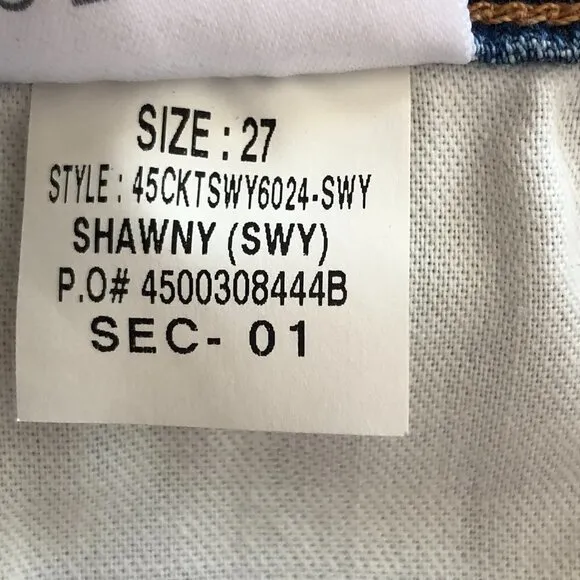 SIZE : 27
STYLE : 45CKTSWY6024-SWY
SHAWNY (SWY)
P.O# 4500308444B
SEC- 01